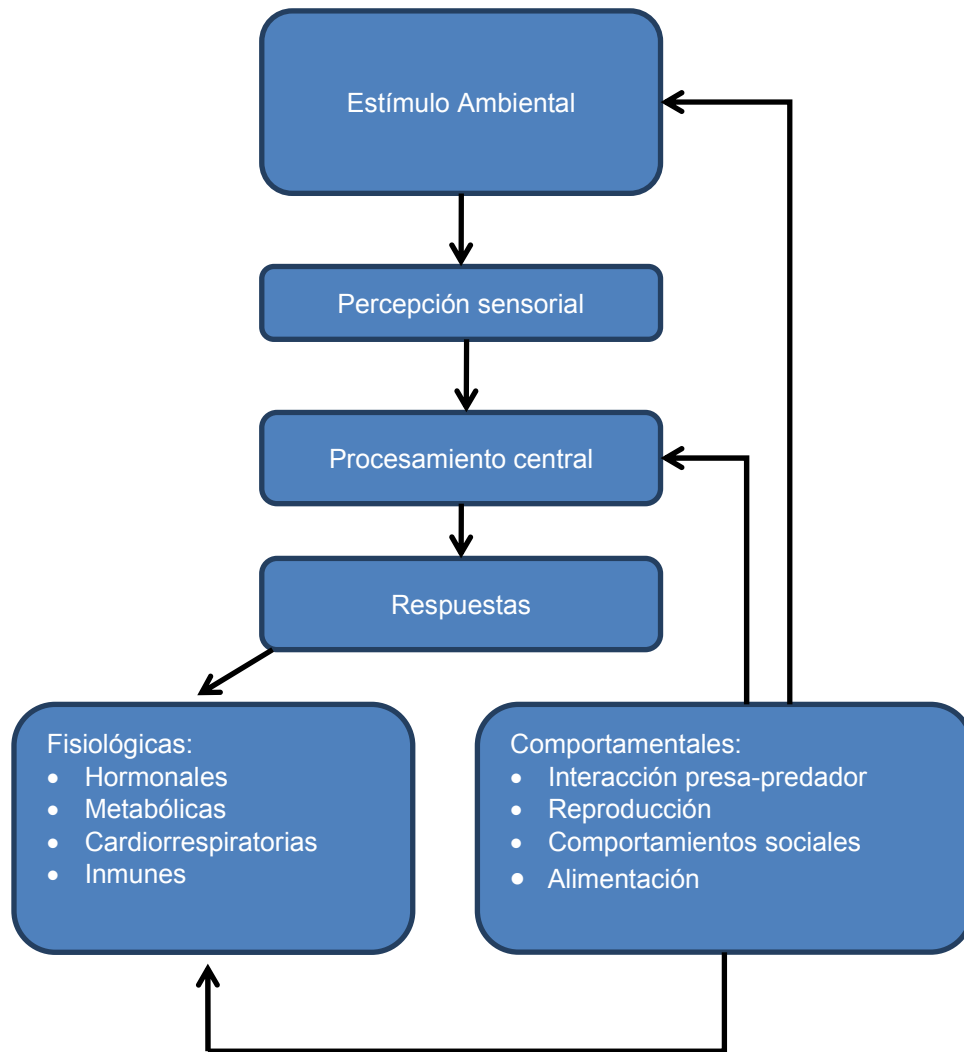 Estímulo Ambiental
Percepción sensorial
Procesamiento central
Respuestas
Fisiológicas:
• Hormonales
• Metabólicas
• Cardiorrespiratorias
• Inmunes
Comportamentales:
• Interacción presa-predador
• Reproducción
• Comportamientos sociales
• Alimentación